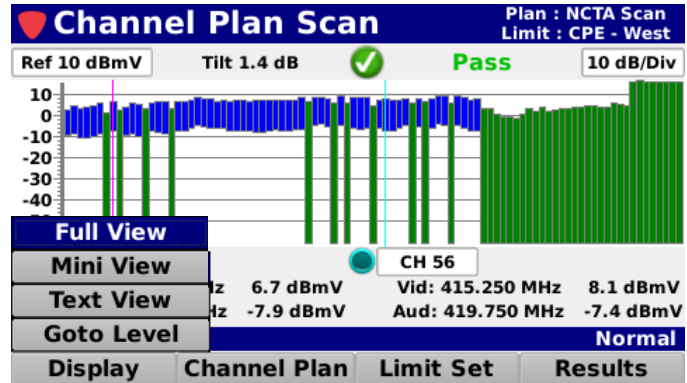 Channel Plan Scan
Plan : NCTA Scan
Limit : CPE - West
Ref 10 dBmV
Tilt 1.4 dB
Pass
10 dB/Div
10
0
-10
-20
-30
-40
Full View
Mini View
Text View
Goto Level
CH 56
6.7 dBmV
Vid: 415.250 MHz
8.1 dBmV
-7.9 dBmV
Aud: 419.750 MHz
-7.4 dBmV
Normal
Display
Channel Plan
Limit Set
Results